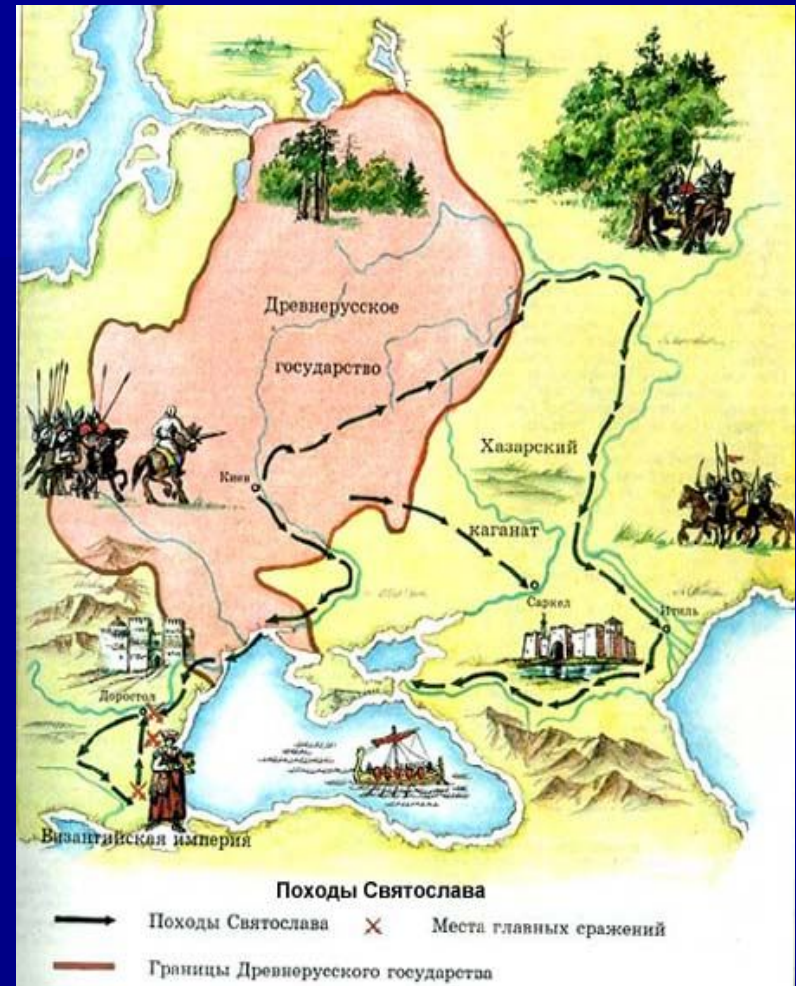 Древнерусское
государство
Хазарский
каганат
Киев
Саркел
Итиль
Доростол
Византийская империя
Походы Святослава
Походы Святослава
Места главных сражений
Границы Древнерусского государства